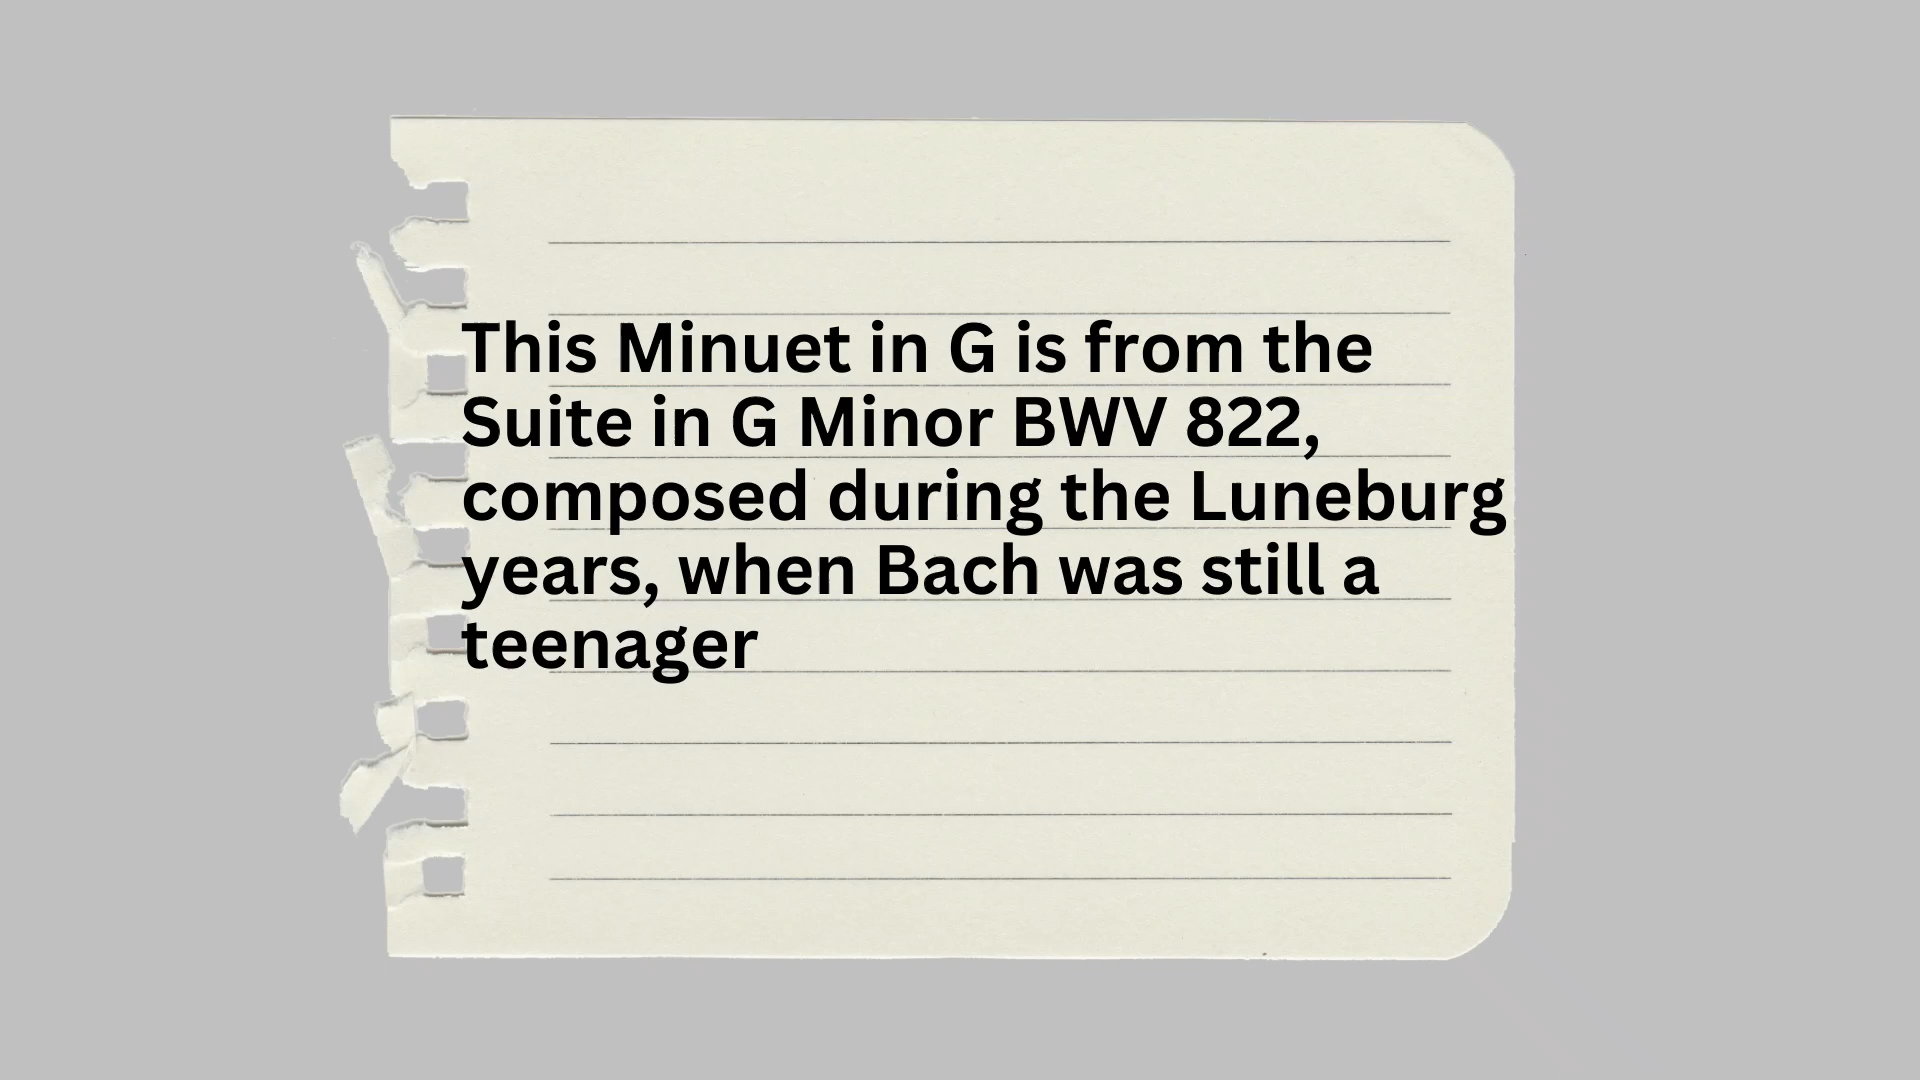 This Minuet in G is from the
Suite in G Minor BWV 822,
composed during the Luneburg
years, when Bach was still a
teenager